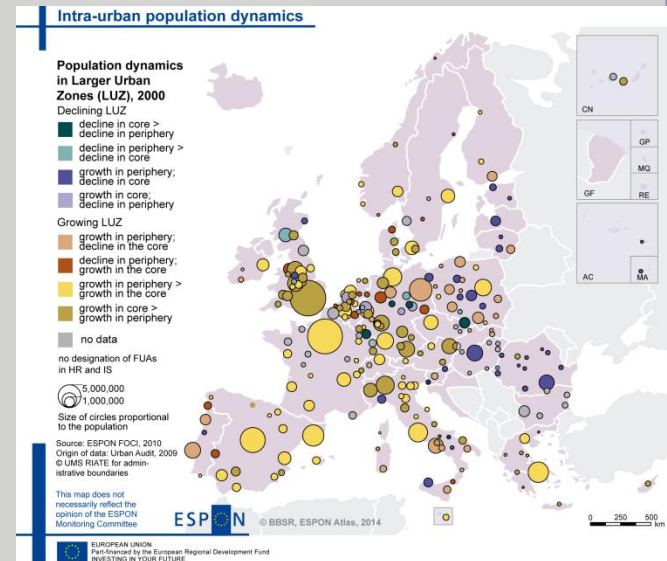 Intra-urban population dynamics
Population dynamics
in Larger Urban
Zones (LUZ), 2000
Declining LUZ
decline in core >
decline in periphery
decline in periphery >
decline in core
growth in periphery;
decline in core
growth in core;
decline in periphery
Growing LUZ
growth in periphery;
decline in the core
decline in periphery;
growth in the core
growth in periphery >
growth in the core
growth in core >
growth in periphery
no data
no designation of FUAs
in HR and IS
5,000,000
1,000,000
Size of circles proportional
to the population
Source: ESPON FOCI, 2010
Origin of data: Urban Audit, 2009
© UMS RIATE for admin-
istrative boundaries
This map does not
necessarily reflect the
opinion of the ESPON
Monitoring Committee
CN
GF
GP
MQ
RE
AC
MA
ESPON
© BBSR, ESPON Atlas, 2014
0 250 500
km
EUROPEAN UNION
Part-financed by the European Regional Development Fund
INVESTING IN YOUR FUTURE